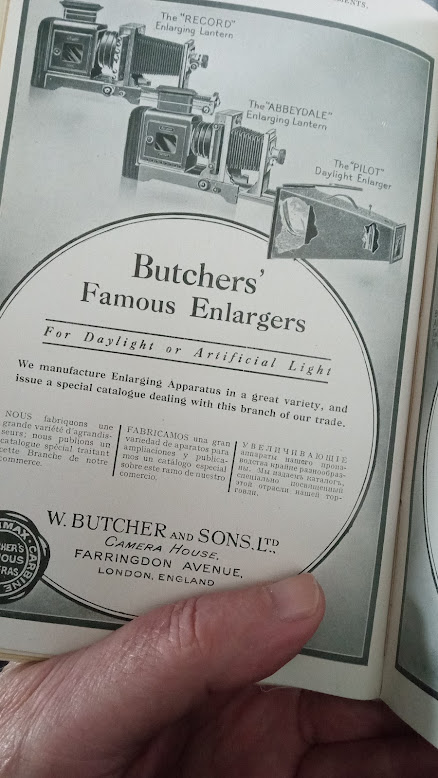 MENTS.
The "RECORD"
Enlarging Lantern
The "ABBEYDALE"
Enlarging Lantern
The "PILOT"
Daylight Enlarger
Butchers'
Famous Enlargers
For Daylight or Artificial Light
We manufacture Enlarging Apparatus in a great variety, and
issue a special catalogue dealing with this branch of our trade.
NOUS fabriquons une
grande variété d'agrandis-
seurs; nous publions un
catalogue spécial traitant
cette Branche de notre
commerce.
FABRICAMOS una gran
variedad de aparatos para
ampliaciones y publica-
mos un catálogo especial
sobre este ramo de nuestro
comercio.
УВЕЛИЧИВАЮЩІЕ
аппараты нашего произ-
водства крайне разнообраз-
ны. Мы издаемъ каталогъ,
спеціально посвященный
этой отрасли нашей тор-
говли.
W. BUTCHER AND SONS, LTD.,
CAMERA HOUSE,
FARRINGDON AVENUE,
LONDON, ENGLAND
CARBINE